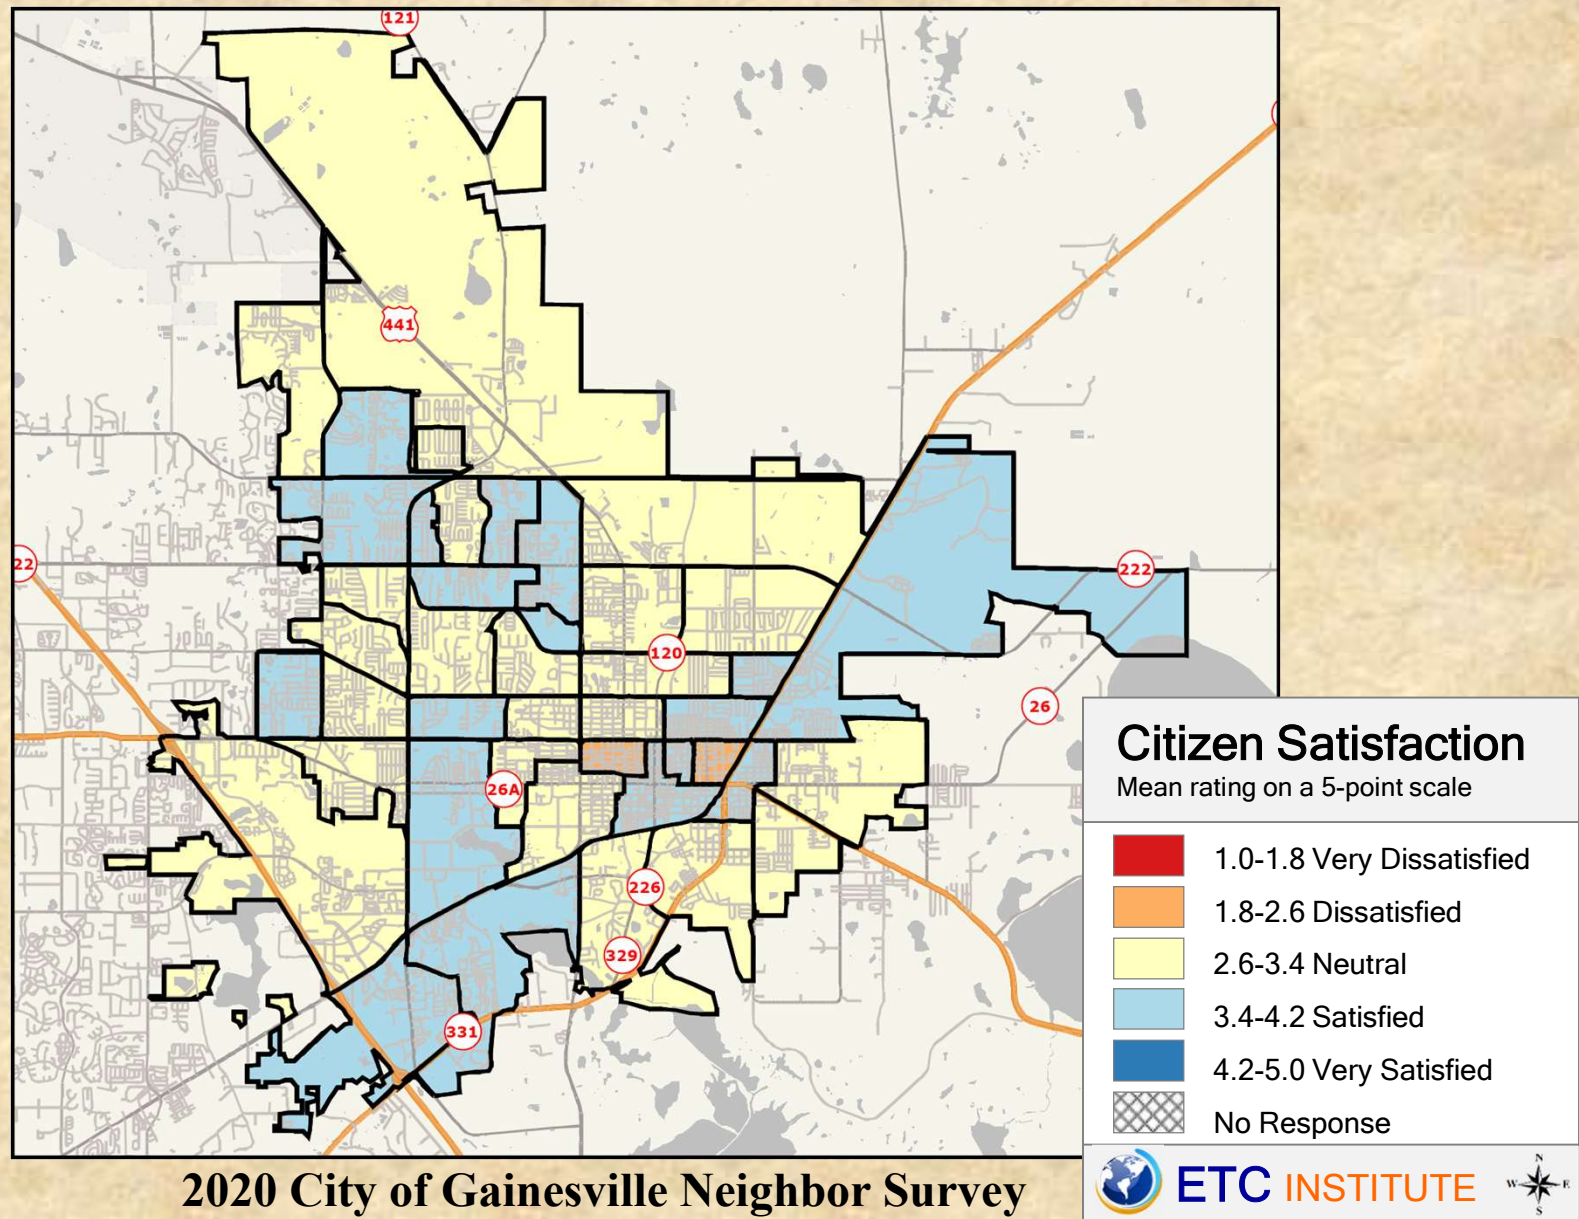 121
441
22
222
120
26
26A
226
329
331
Citizen Satisfaction
Mean rating on a 5-point scale
1.0-1.8 Very Dissatisfied
1.8-2.6 Dissatisfied
2.6-3.4 Neutral
3.4-4.2 Satisfied
4.2-5.0 Very Satisfied
No Response
ETC INSTITUTE
N
W E
S
2020 City of Gainesville Neighbor Survey